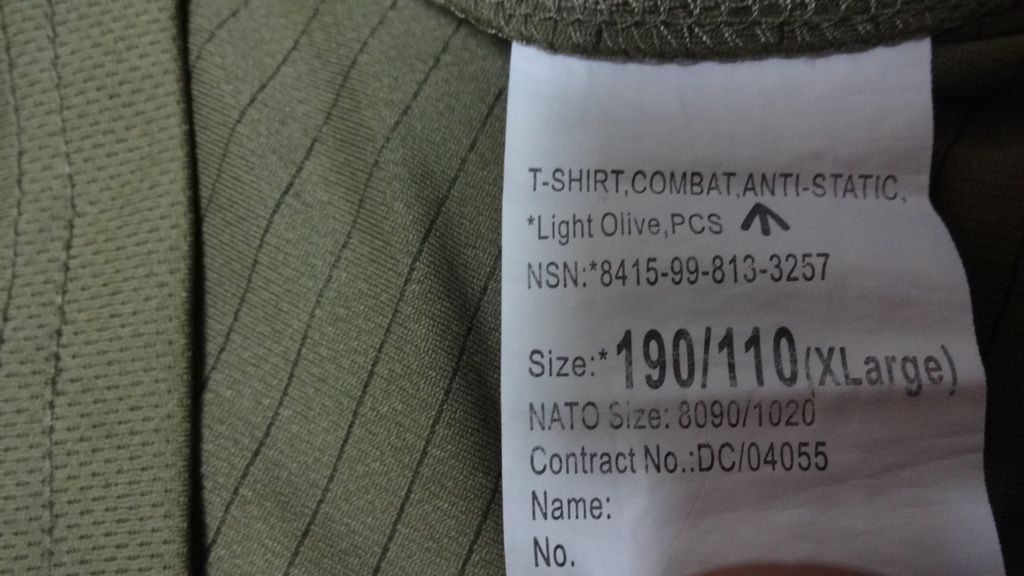 T-SHIRT,COMBAT,ANTI-STATIC,
*Light Olive,PCS
NSN:*8415-99-813-3257
Size:*190/110(XLarge)
NATO Size: 8090/1020
Contract No.:DC/04055
Name:
No.